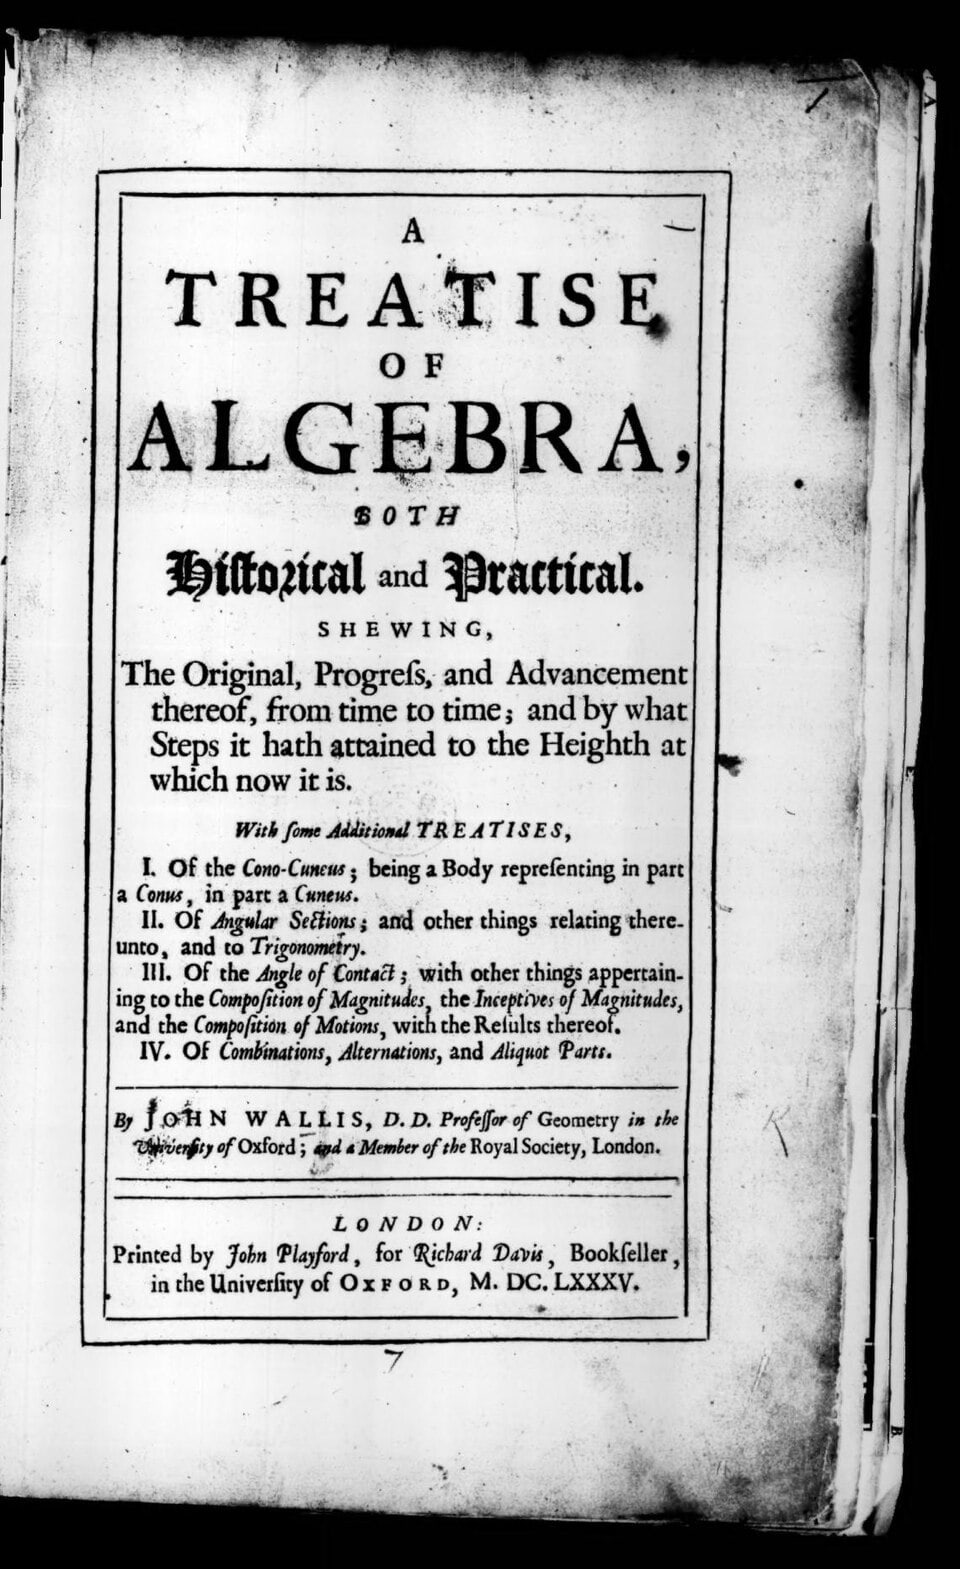 A
TREATISE
OF
ALGEBRA,
BOTH
Hiſtorical and Practical.
SHEWING,
The Original, Progreſs, and Advancement
thereof, from time to time; and by what
Steps it hath attained to the Heighth at
which now it is.
With ſome Additional TREATISES,
I. Of the Cono-Cuneus; being a Body repreſenting in part
a Conus, in part a Cuneus.
II. Of Angular Sections; and other things relating there-
unto, and to Trigonometry.
III. Of the Angle of Contact; with other things appertain-
ing to the Compoſition of Magnitudes, the Inceptives of Magnitudes,
and the Compoſition of Motions, with the Reſults thereof.
IV. Of Combinations, Alternations, and Aliquot Parts.
By JOHN WALLIS, D. D. Profeſſor of Geometry in the
Univerſity of Oxford; and a Member of the Royal Society, London.
LONDON:
Printed by John Playford, for Richard Davis, Bookſeller,
in the Univerſity of OXFORD, M. DC. LXXXV.
7